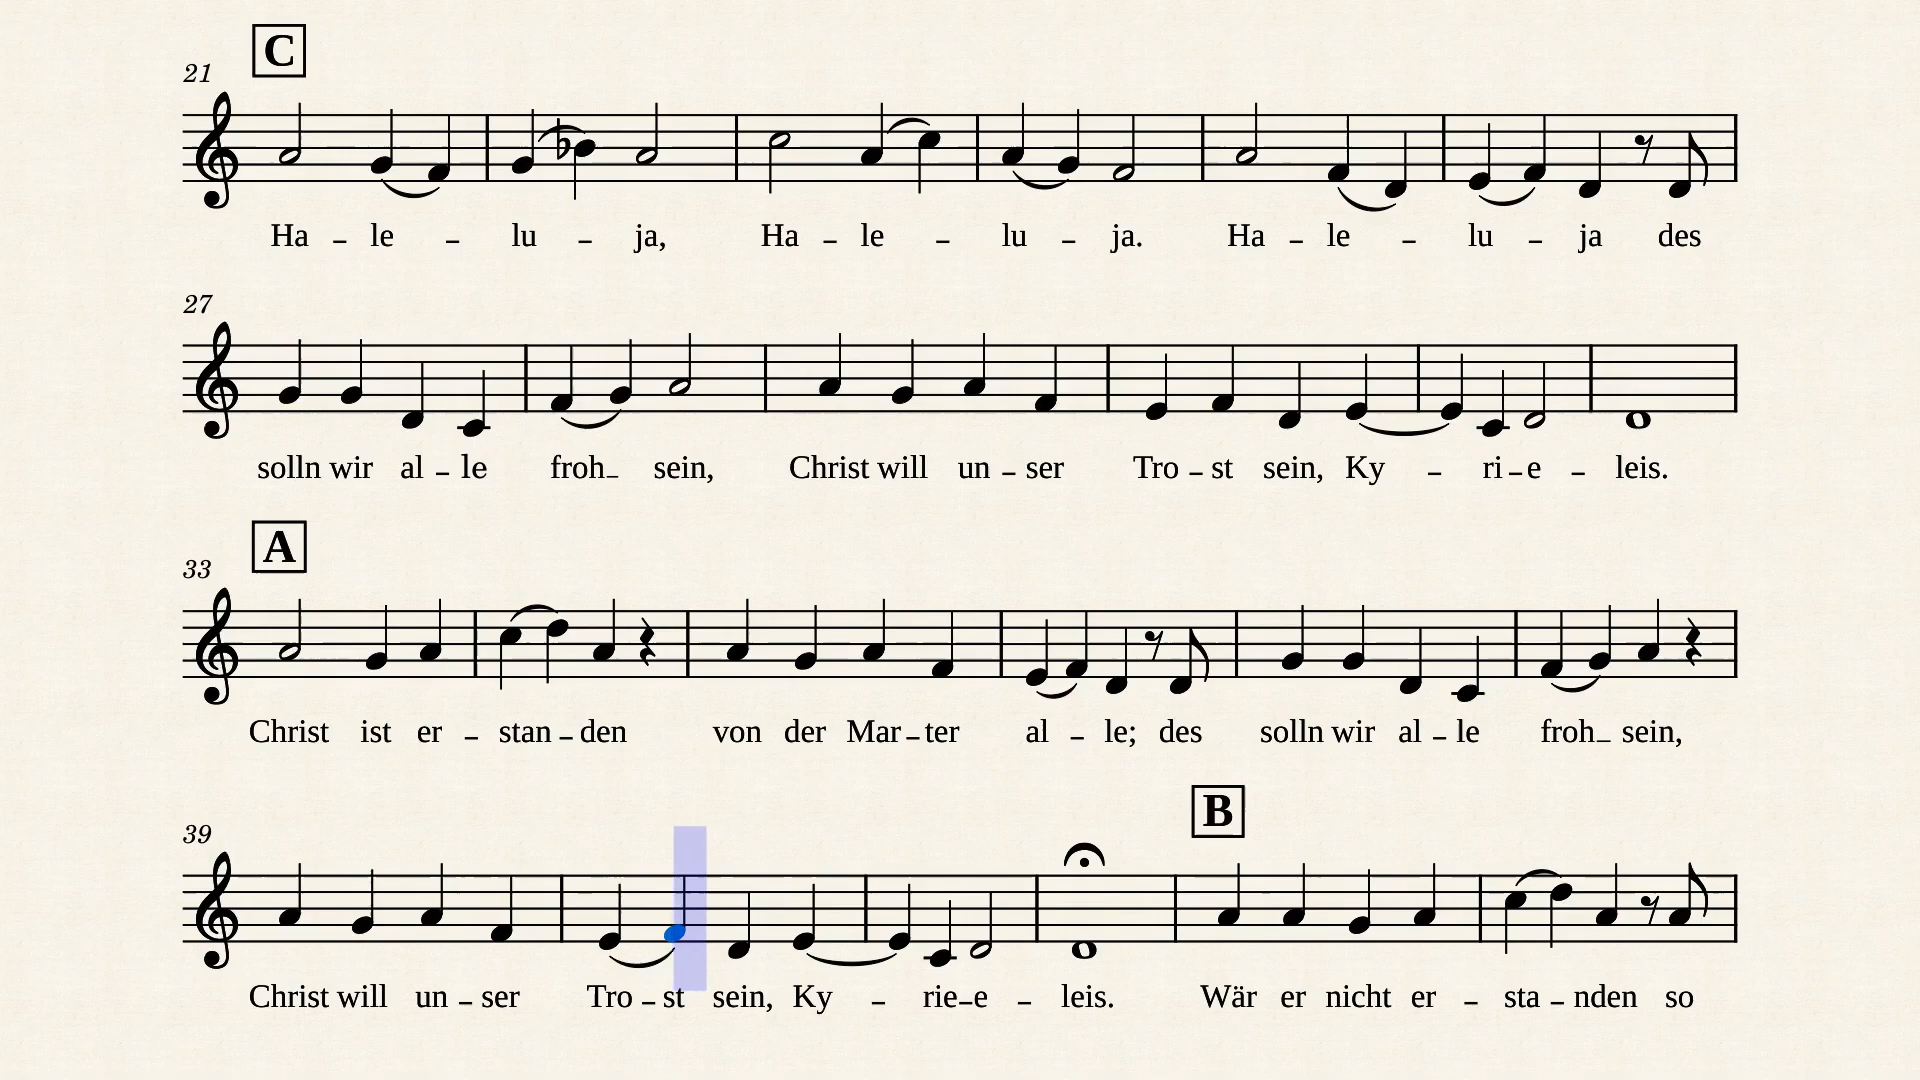 C
21
Ha – le – lu – ja, Ha – le – lu – ja. Ha – le – lu – ja des
27
solln wir al – le froh_ sein, Christ will un – ser Tro – st sein, Ky – ri – e – leis.
A
33
Christ ist er – stan – den von der Mar – ter al – le; des solln wir al – le froh_ sein,
B
39
Christ will un – ser Tro – st sein, Ky – rie – e – leis. Wär er nicht er – sta – nden so